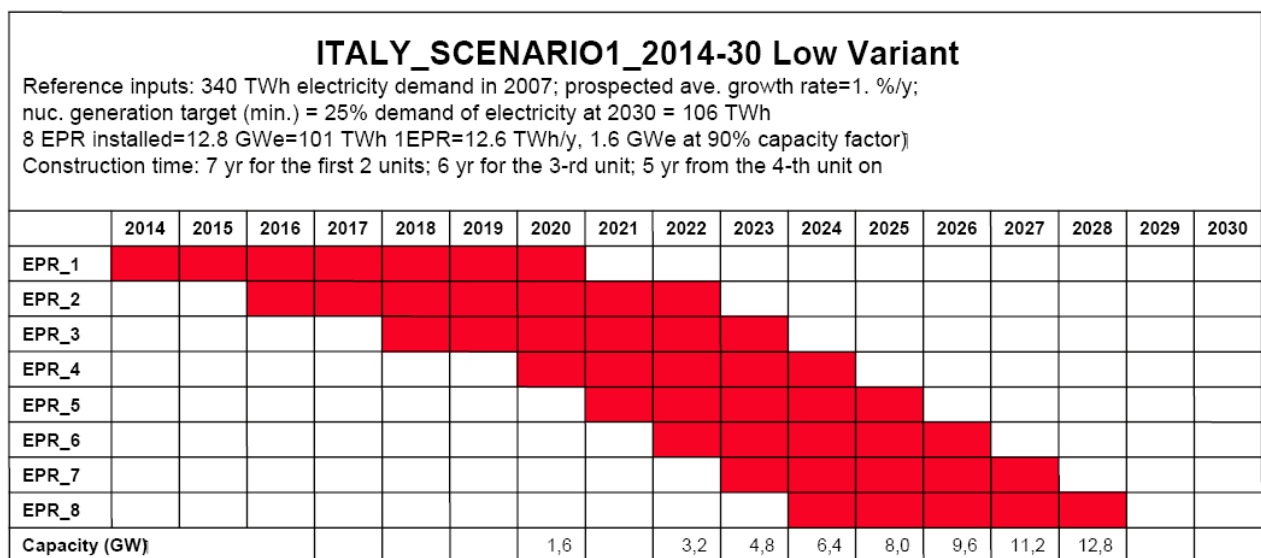 ITALY_SCENARIO1_2014-30 Low Variant
Reference inputs: 340 TWh electricity demand in 2007; prospected ave. growth rate=1. %/y;
nuc. generation target (min.) = 25% demand of electricity at 2030 = 106 TWh
8 EPR installed=12.8 GWe=101 TWh 1EPR=12.6 TWh/y, 1.6 GWe at 90% capacity factor)
Construction time: 7 yr for the first 2 units; 6 yr for the 3-rd unit; 5 yr from the 4-th unit on
2014 2015 2016 2017 2018 2019 2020 2021 2022 2023 2024 2025 2026 2027 2028 2029 2030
EPR_1
EPR_2
EPR_3
EPR_4
EPR_5
EPR_6
EPR_7
EPR_8
Capacity (GW) 1,6 3,2 4,8 6,4 8,0 9,6 11,2 12,8